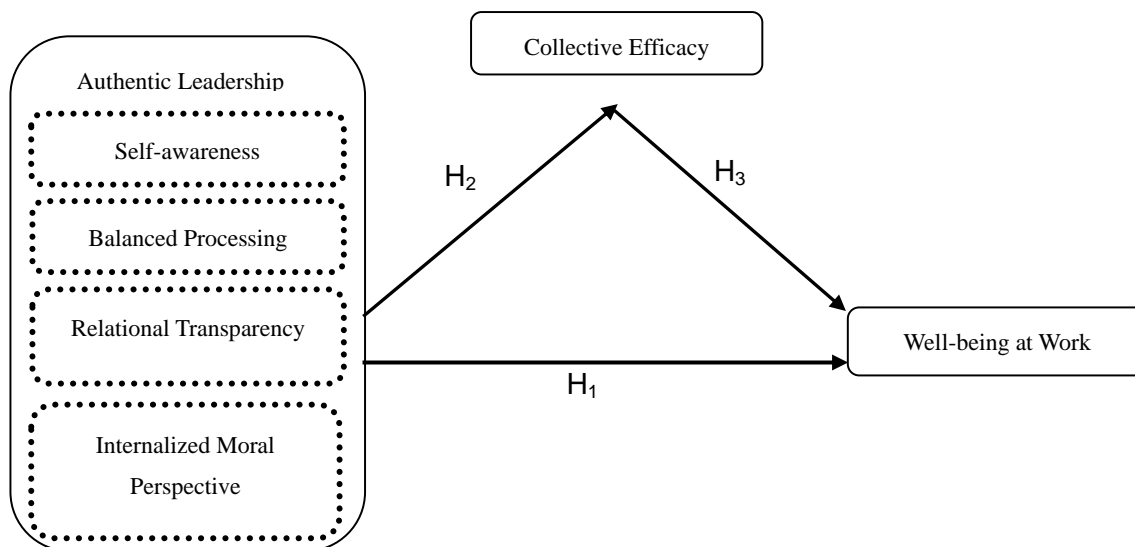 Collective Efficacy
Authentic Leadership
Self-awareness
Balanced Processing
Relational Transparency
Internalized Moral
Perspective
H₂
H₃
Well-being at Work
H₁